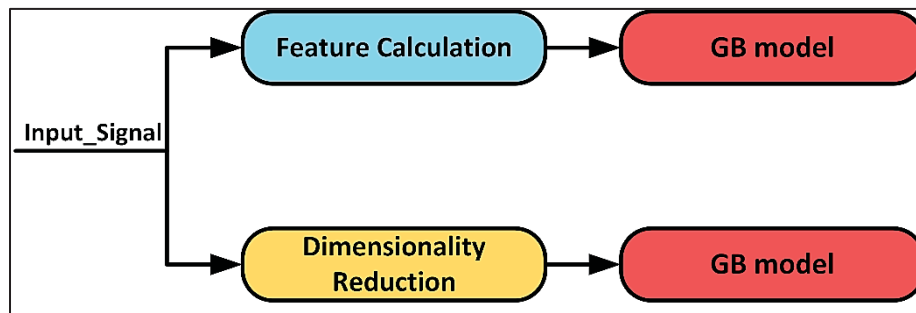 Feature Calculation
GB model
Input_Signal
Dimensionality
Reduction
GB model